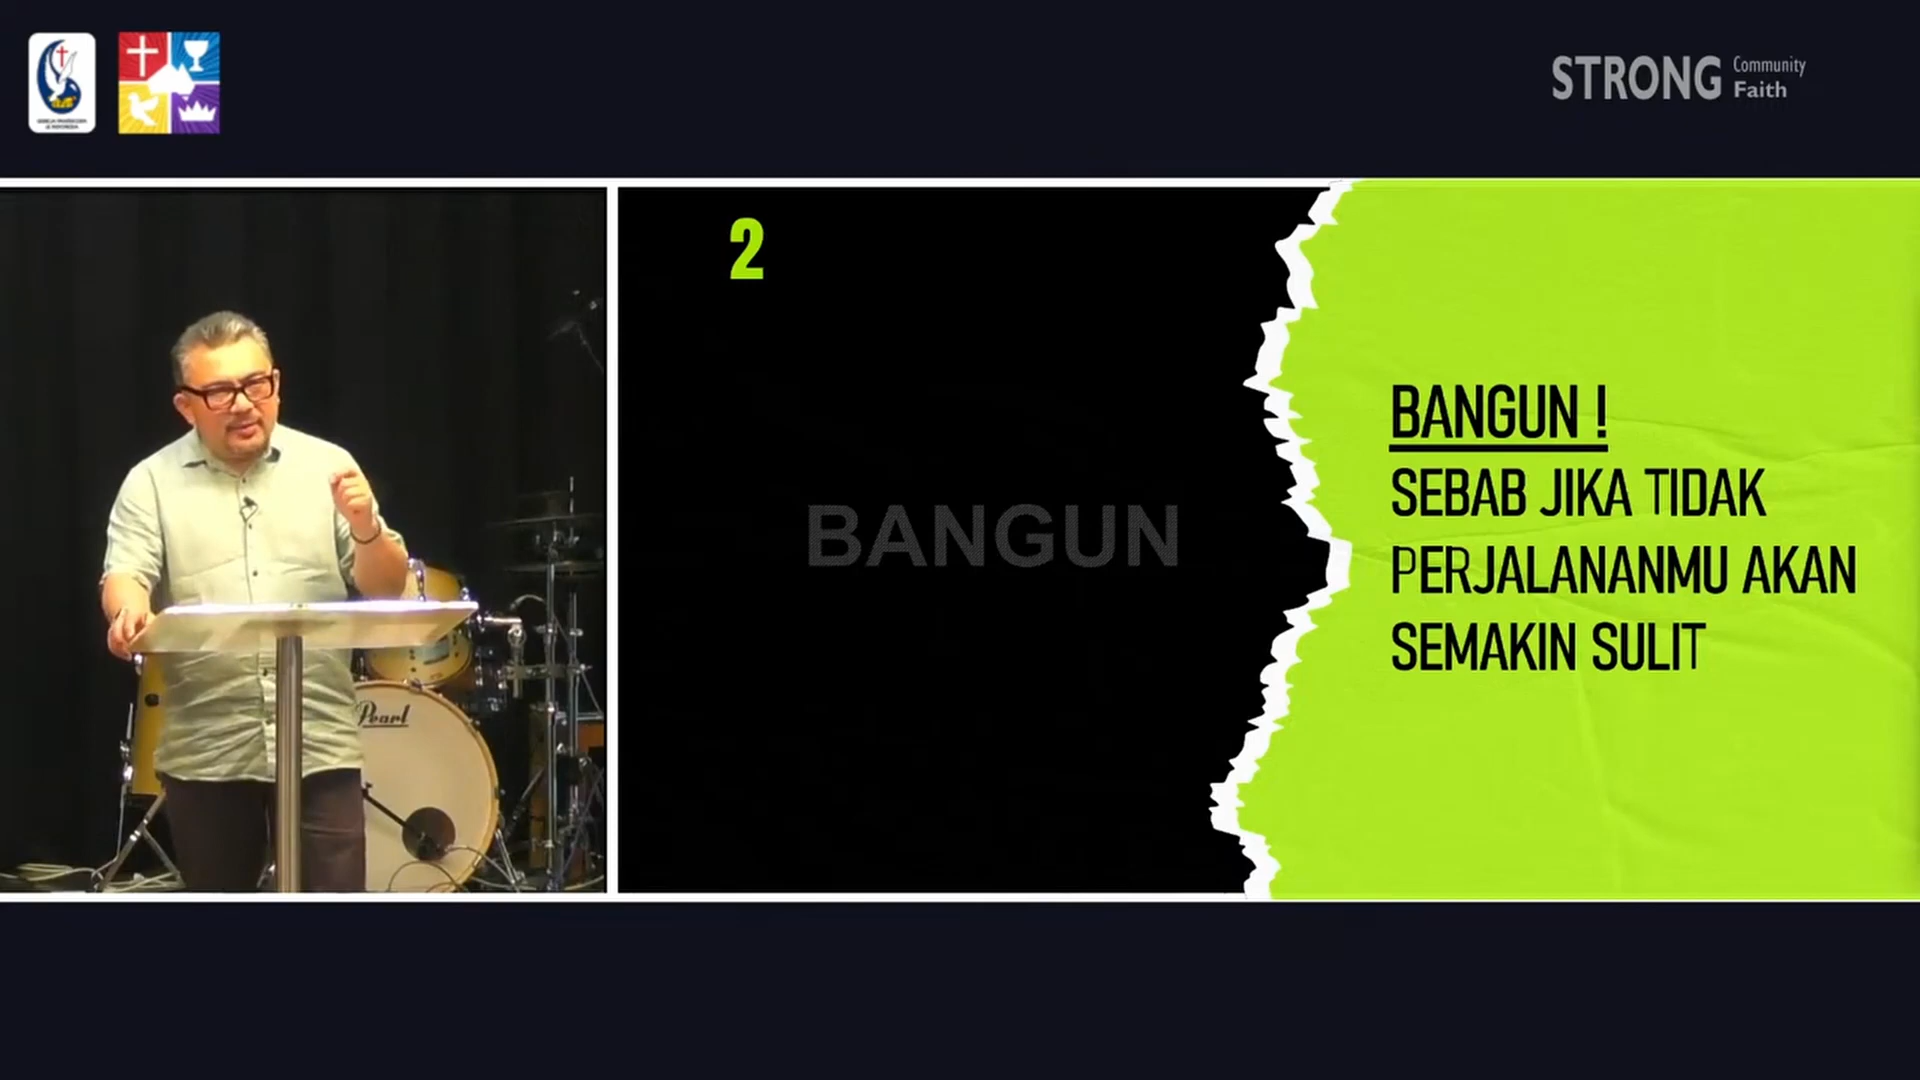 STRONG Community
Faith
2
BANGUN
BANGUN !
SEBAB JIKA TIDAK
PERJALANANMU AKAN
SEMAKIN SULIT
Pearl